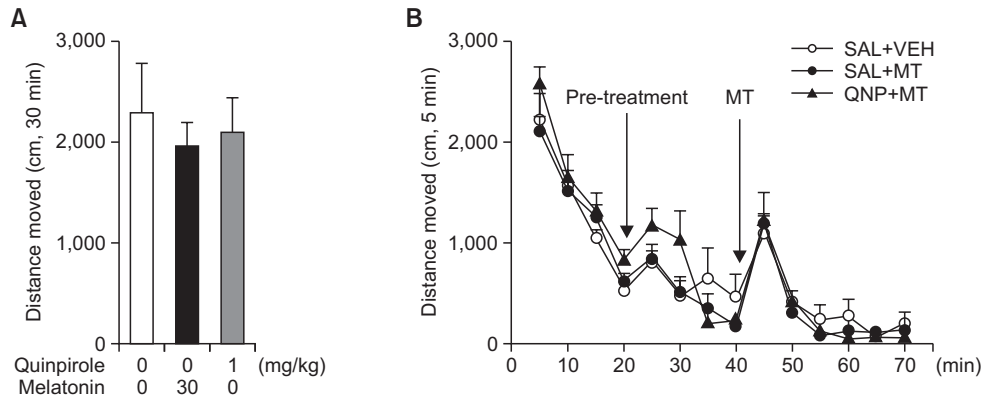 A
Distance moved (cm, 30 min)
3,000
2,000
1,000
0
Quinpirole 0 0 1 (mg/kg)
Melatonin 0 30 0
B
Distance moved (cm, 5 min)
3,000
2,000
1,000
0
SAL+VEH
SAL+MT
QNP+MT
Pre-treatment MT
0 10 20 30 40 50 60 70 (min)